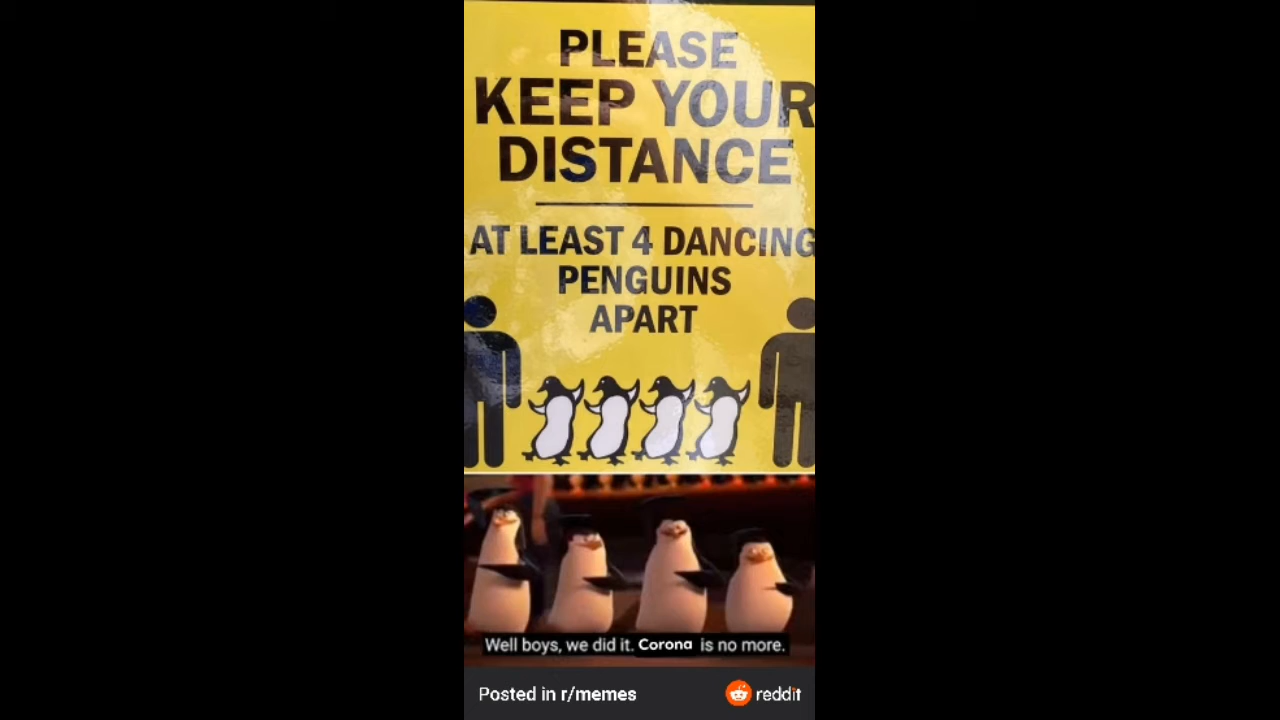 PLEASE
KEEP YOUR
DISTANCE
AT LEAST 4 DANCING
PENGUINS
APART
Well boys, we did it. Corona is no more.
Posted in r/memes
reddit